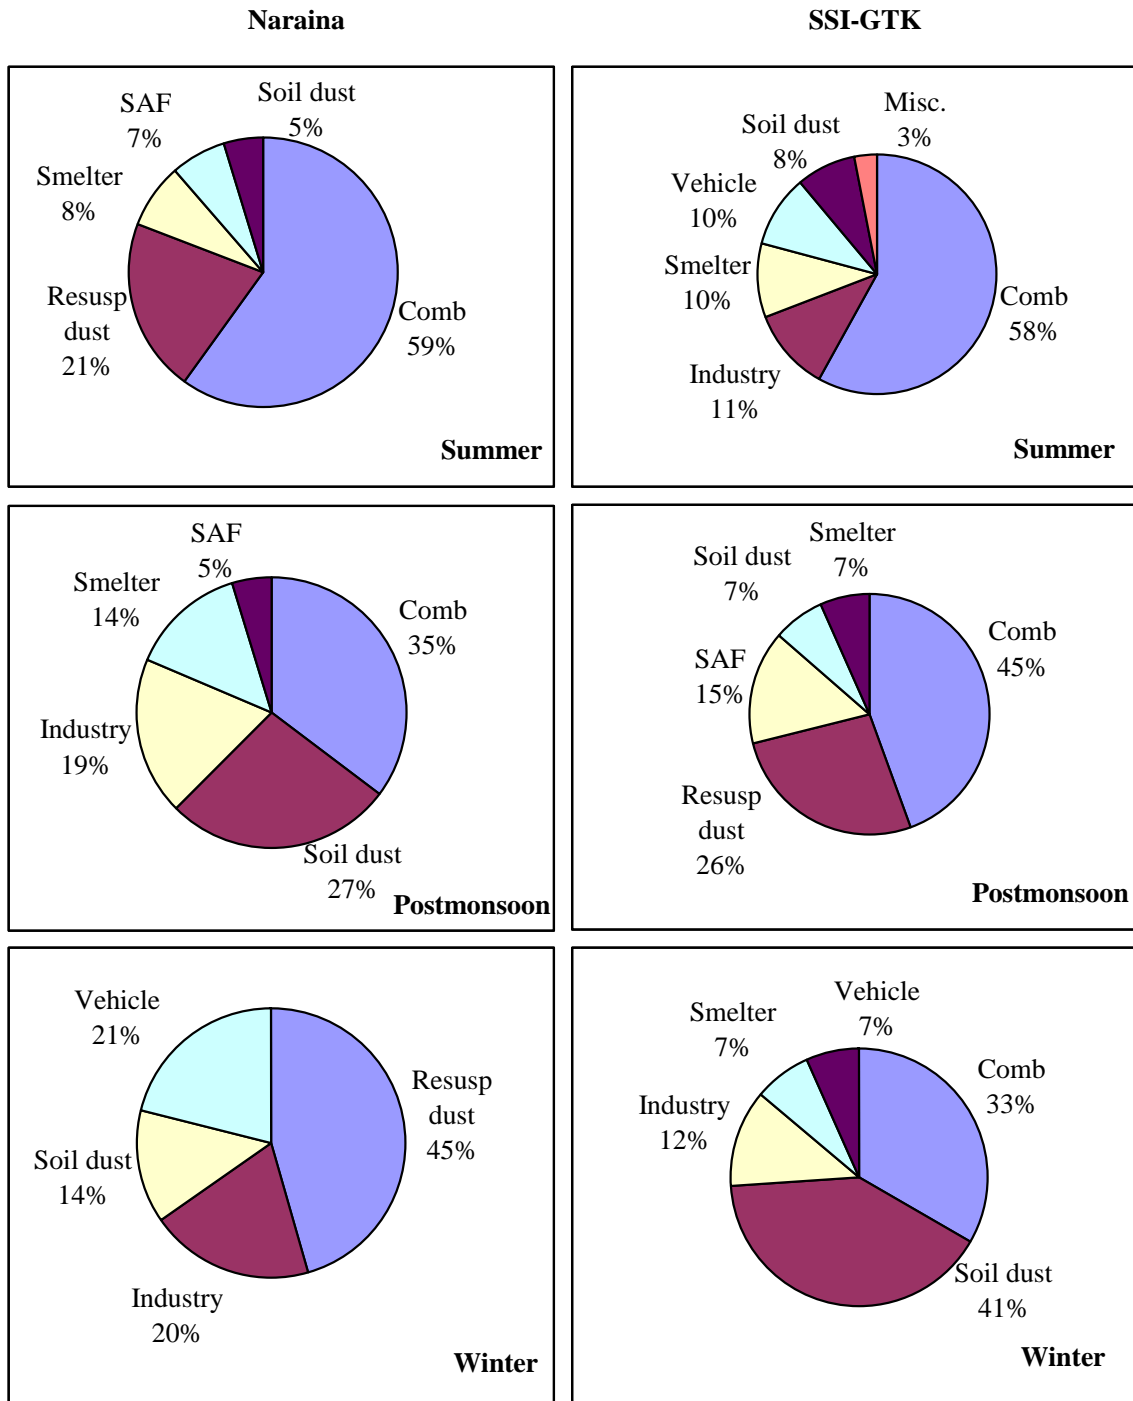 Naraina
SSI-GTK
SAF
7%
Soil dust
5%
Smelter
8%
Resusp
dust
21%
Comb
59%
Summer
Misc.
3%
Soil dust
8%
Vehicle
10%
Smelter
10%
Industry
11%
Comb
58%
Summer
SAF
5%
Smelter
14%
Comb
35%
Industry
19%
Soil dust
27%
Postmonsoon
Smelter
7%
Soil dust
7%
SAF
15%
Comb
45%
Resusp
dust
26%
Postmonsoon
Vehicle
21%
Resusp
dust
45%
Soil dust
14%
Industry
20%
Winter
Vehicle
7%
Smelter
7%
Comb
33%
Industry
12%
Soil dust
41%
Winter